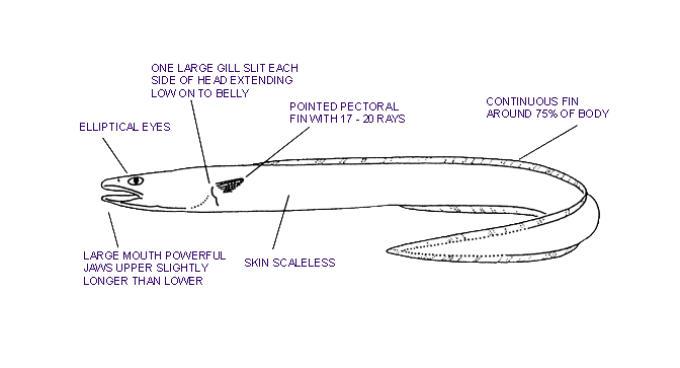 ONE LARGE GILL SLIT EACH
SIDE OF HEAD EXTENDING
LOW ON TO BELLY
POINTED PECTORAL
FIN WITH 17 - 20 RAYS
CONTINUOUS FIN
AROUND 75% OF BODY
ELLIPTICAL EYES
LARGE MOUTH POWERFUL
JAWS UPPER SLIGHTLY
LONGER THAN LOWER
SKIN SCALELESS